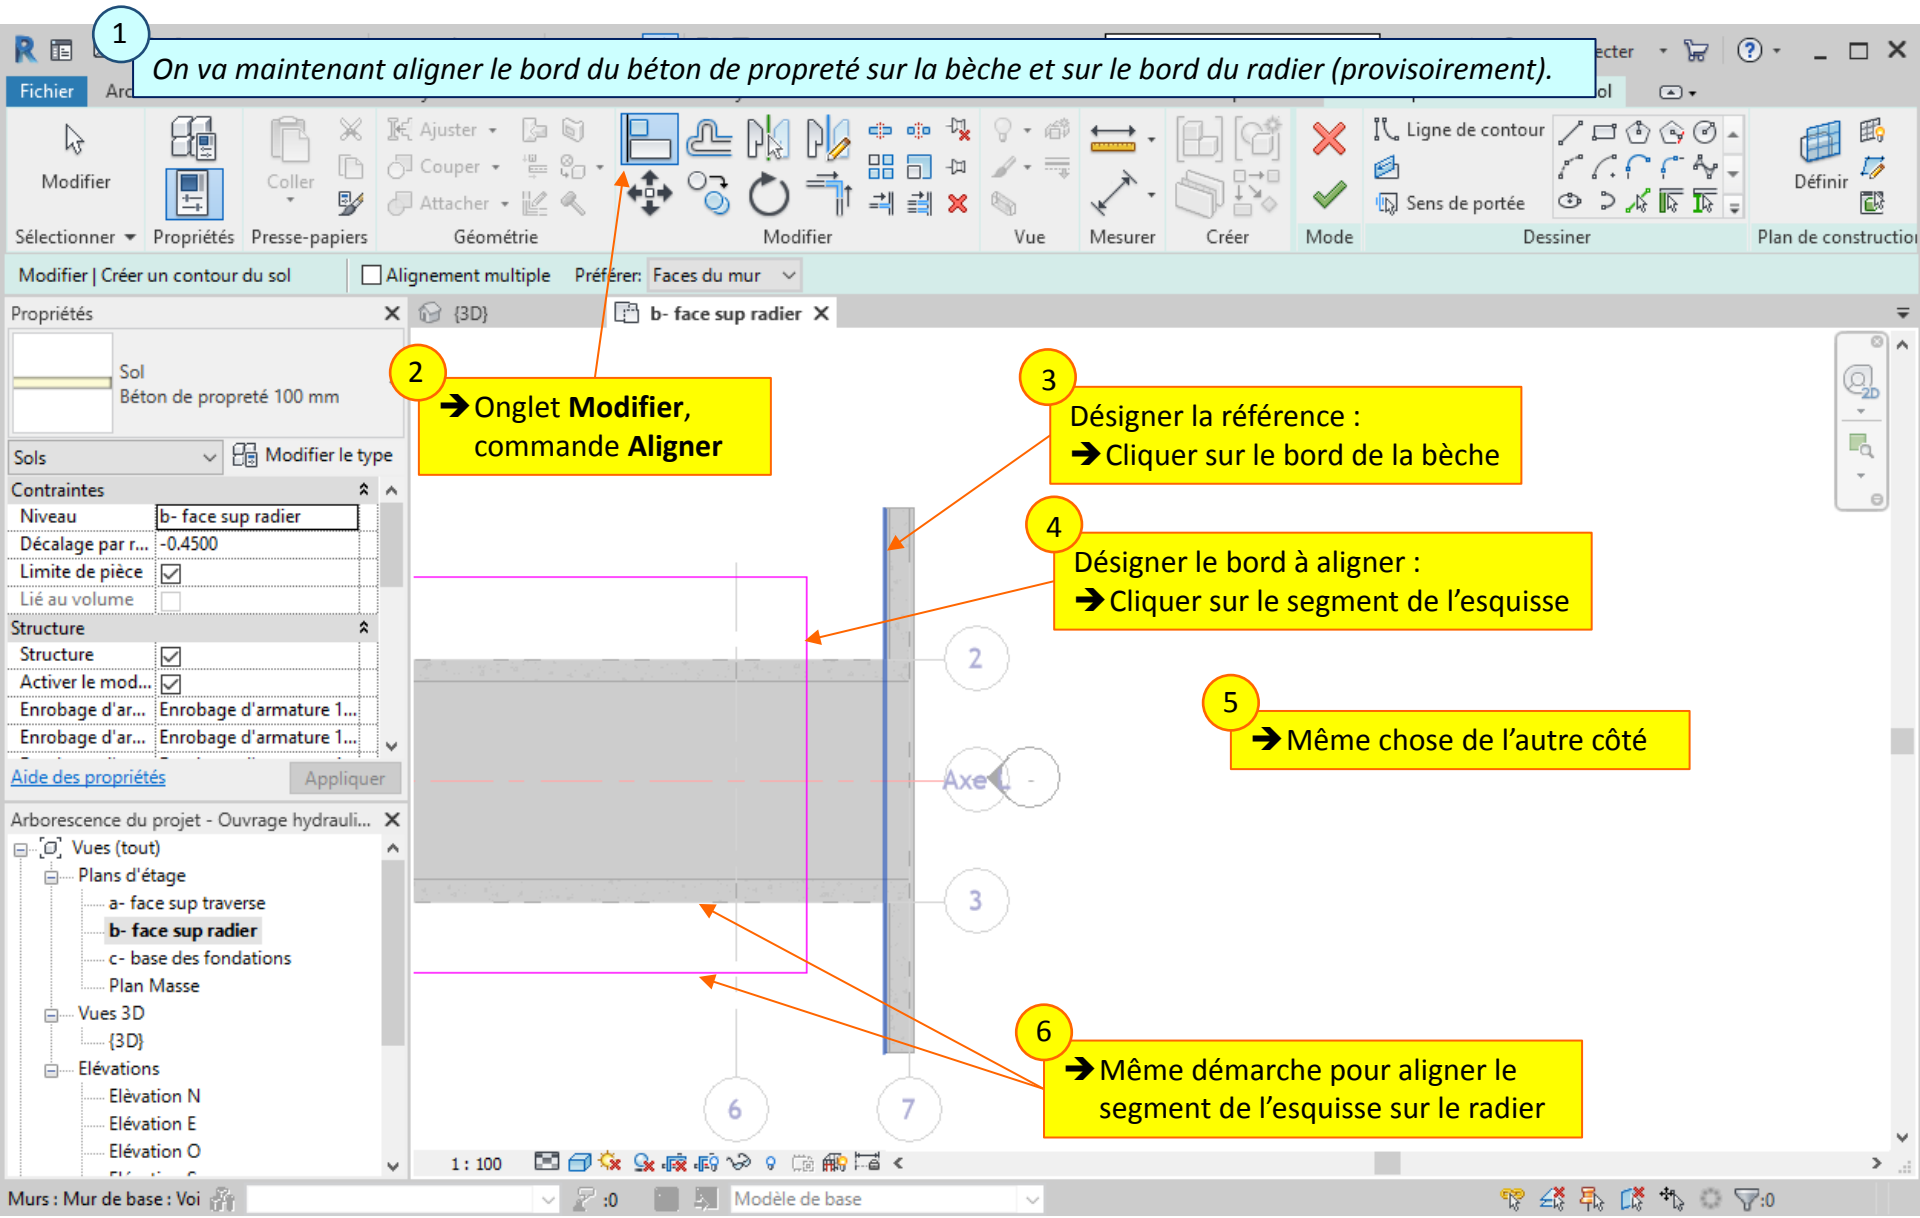 1
On va maintenant aligner le bord du béton de propreté sur la bèche et sur le bord du radier (provisoirement).
ecter
Fichier
Modifier
Coller
Ajuster
Couper
Attacher
Ligne de contour
Sens de portée
Définir
Sélectionner
Propriétés
Presse-papiers
Géométrie
Modifier
Vue
Mesurer
Créer
Mode
Dessiner
Plan de construction
Modifier | Créer un contour du sol
Alignement multiple
Préférer:
Faces du mur
Propriétés
{3D}
b- face sup radier
Sol
Béton de propreté 100 mm
Sols
Modifier le type
Contraintes
Niveau
b- face sup radier
Décalage par r...
-0.4500
Limite de pièce
Lié au volume
Structure
Structure
Activer le mod...
Enrobage d'ar...
Enrobage d'armature 1...
Enrobage d'ar...
Enrobage d'armature 1...
Aide des propriétés
Appliquer
Arborescence du projet - Ouvrage hydrauli...
Vues (tout)
Plans d'étage
a- face sup traverse
b- face sup radier
c- base des fondations
Plan Masse
Vues 3D
{3D}
Elévations
Elèvation N
Elévation E
Elévation O
2
➔ Onglet Modifier,
commande Aligner
3
Désigner la référence :
➔ Cliquer sur le bord de la bèche
4
Désigner le bord à aligner :
➔ Cliquer sur le segment de l'esquisse
5
➔ Même chose de l'autre côté
6
➔ Même démarche pour aligner le
segment de l'esquisse sur le radier
2
Axe
-
3
6
7
2D
1 : 100
Murs : Mur de base : Voi
:0
Modèle de base
:0